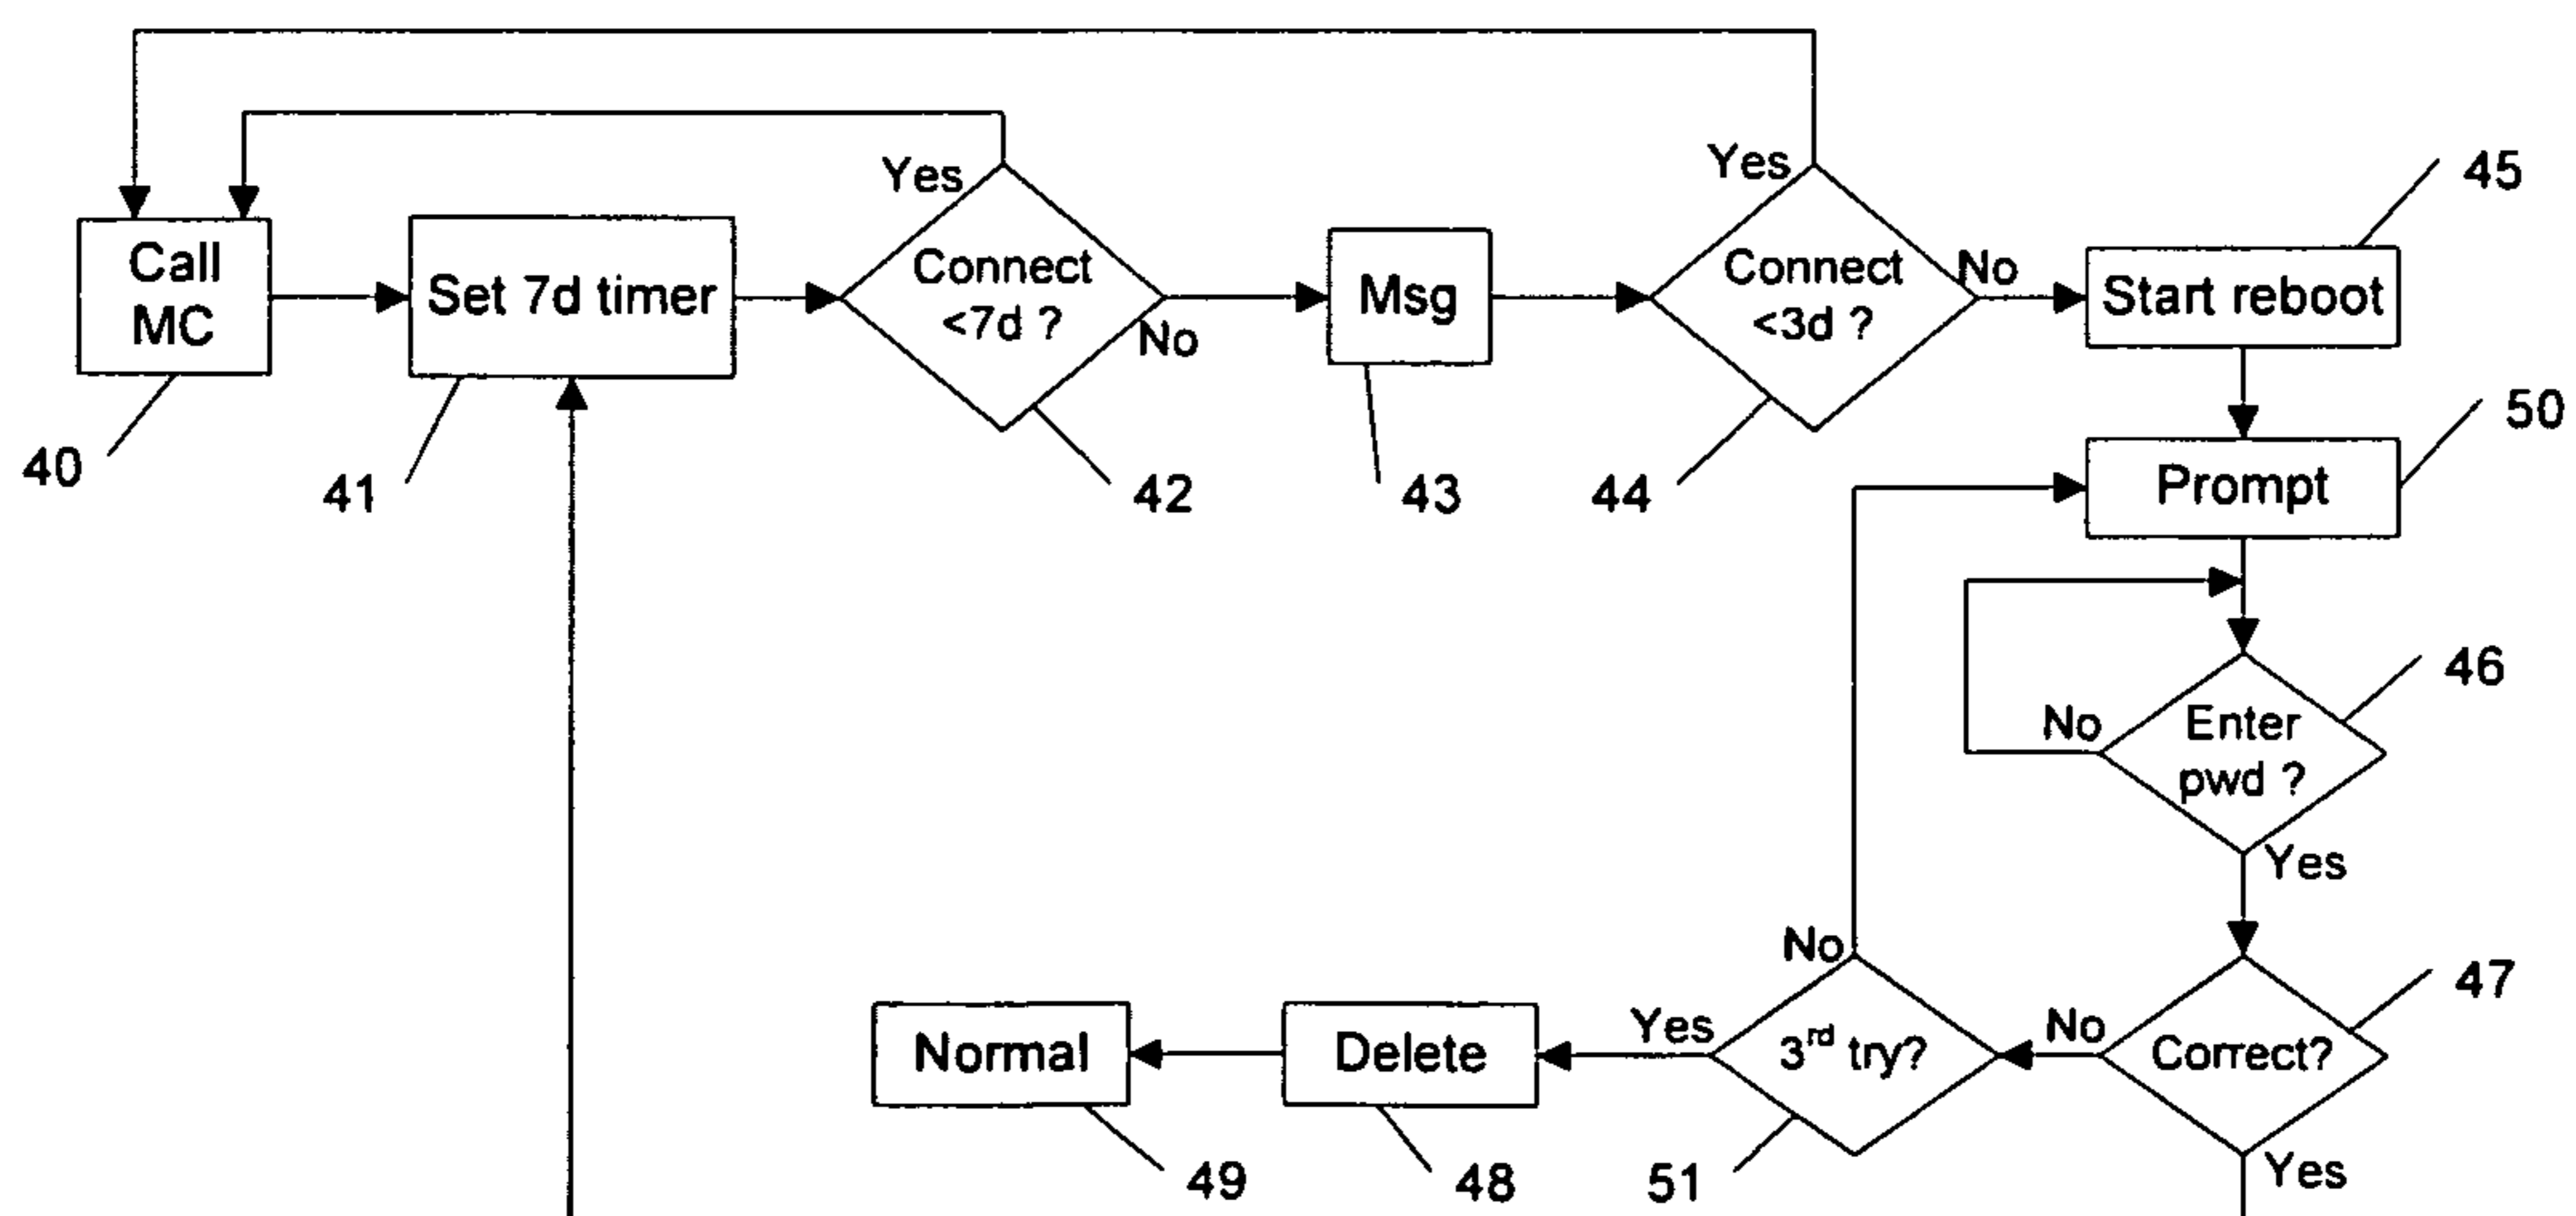 Yes
Yes
45
Call
MC
Set 7d timer
Connect
<7d ?
No
Msg
Connect
<3d ?
No
Start reboot
40
41
42
43
44
50
Prompt
46
No
Enter
pwd ?
Yes
No
47
Normal
Delete
Yes
3rd try?
No
Correct?
49
48
51
Yes